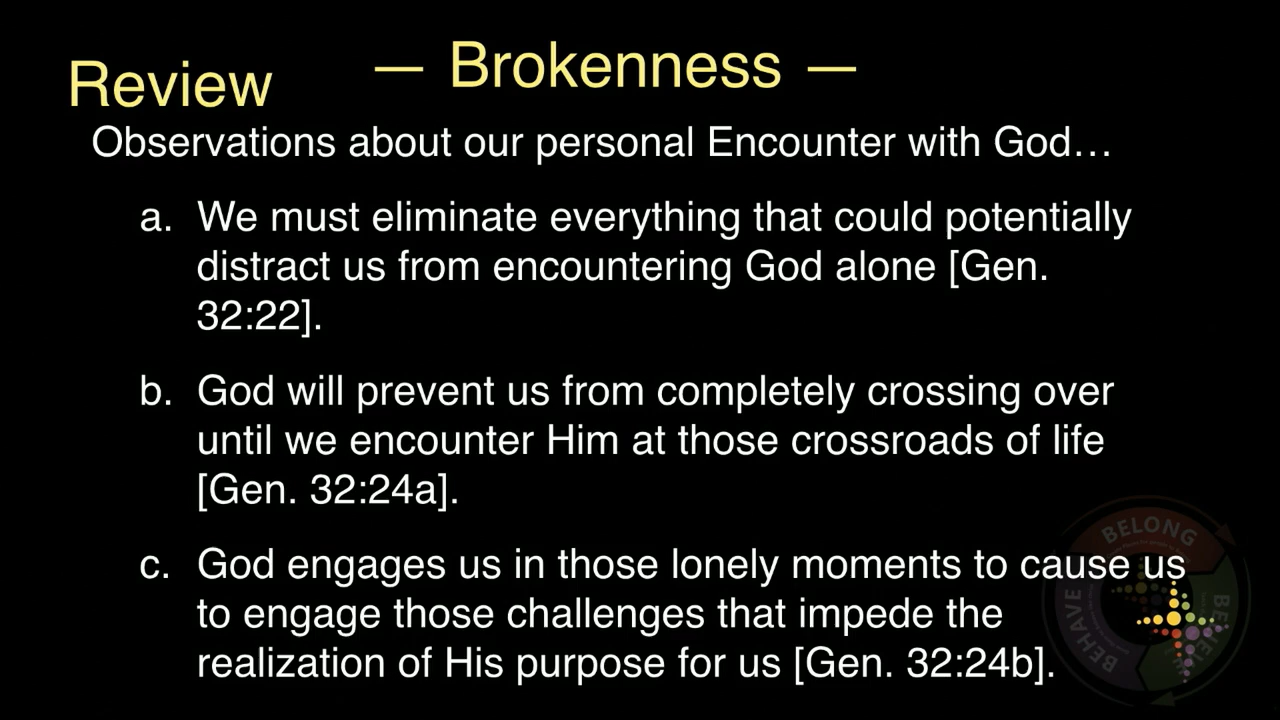 Review
— Brokenness —
Observations about our personal Encounter with God…
a. We must eliminate everything that could potentially
distract us from encountering God alone [Gen.
32:22].
b. God will prevent us from completely crossing over
until we encounter Him at those crossroads of life
[Gen. 32:24a].
c. God engages us in those lonely moments to cause us
to engage those challenges that impede the
realization of His purpose for us [Gen. 32:24b].
BELONG
BEHAVE